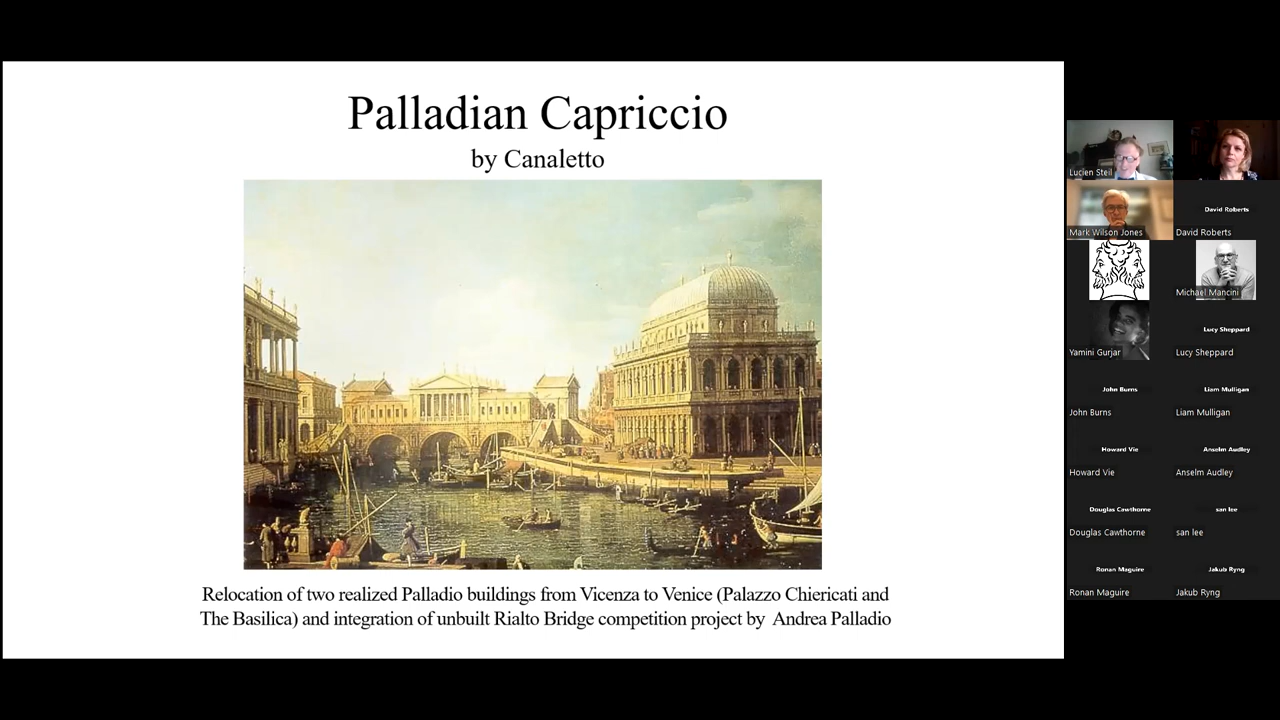 Palladian Capriccio
by Canaletto
Relocation of two realized Palladio buildings from Vicenza to Venice (Palazzo Chiericati and
The Basilica) and integration of unbuilt Rialto Bridge competition project by Andrea Palladio
Lucien Steil
Mark Wilson Jones
David Roberts
David Roberts
Michael Mancini
Yamini Gurjar
Lucy Sheppard
Lucy Sheppard
John Burns
John Burns
Liam Mulligan
Liam Mulligan
Howard Vie
Howard Vie
Anselm Audley
Anselm Audley
Douglas Cawthorne
Douglas Cawthorne
san lee
san lee
Ronan Maguire
Ronan Maguire
Jakub Ryng
Jakub Ryng